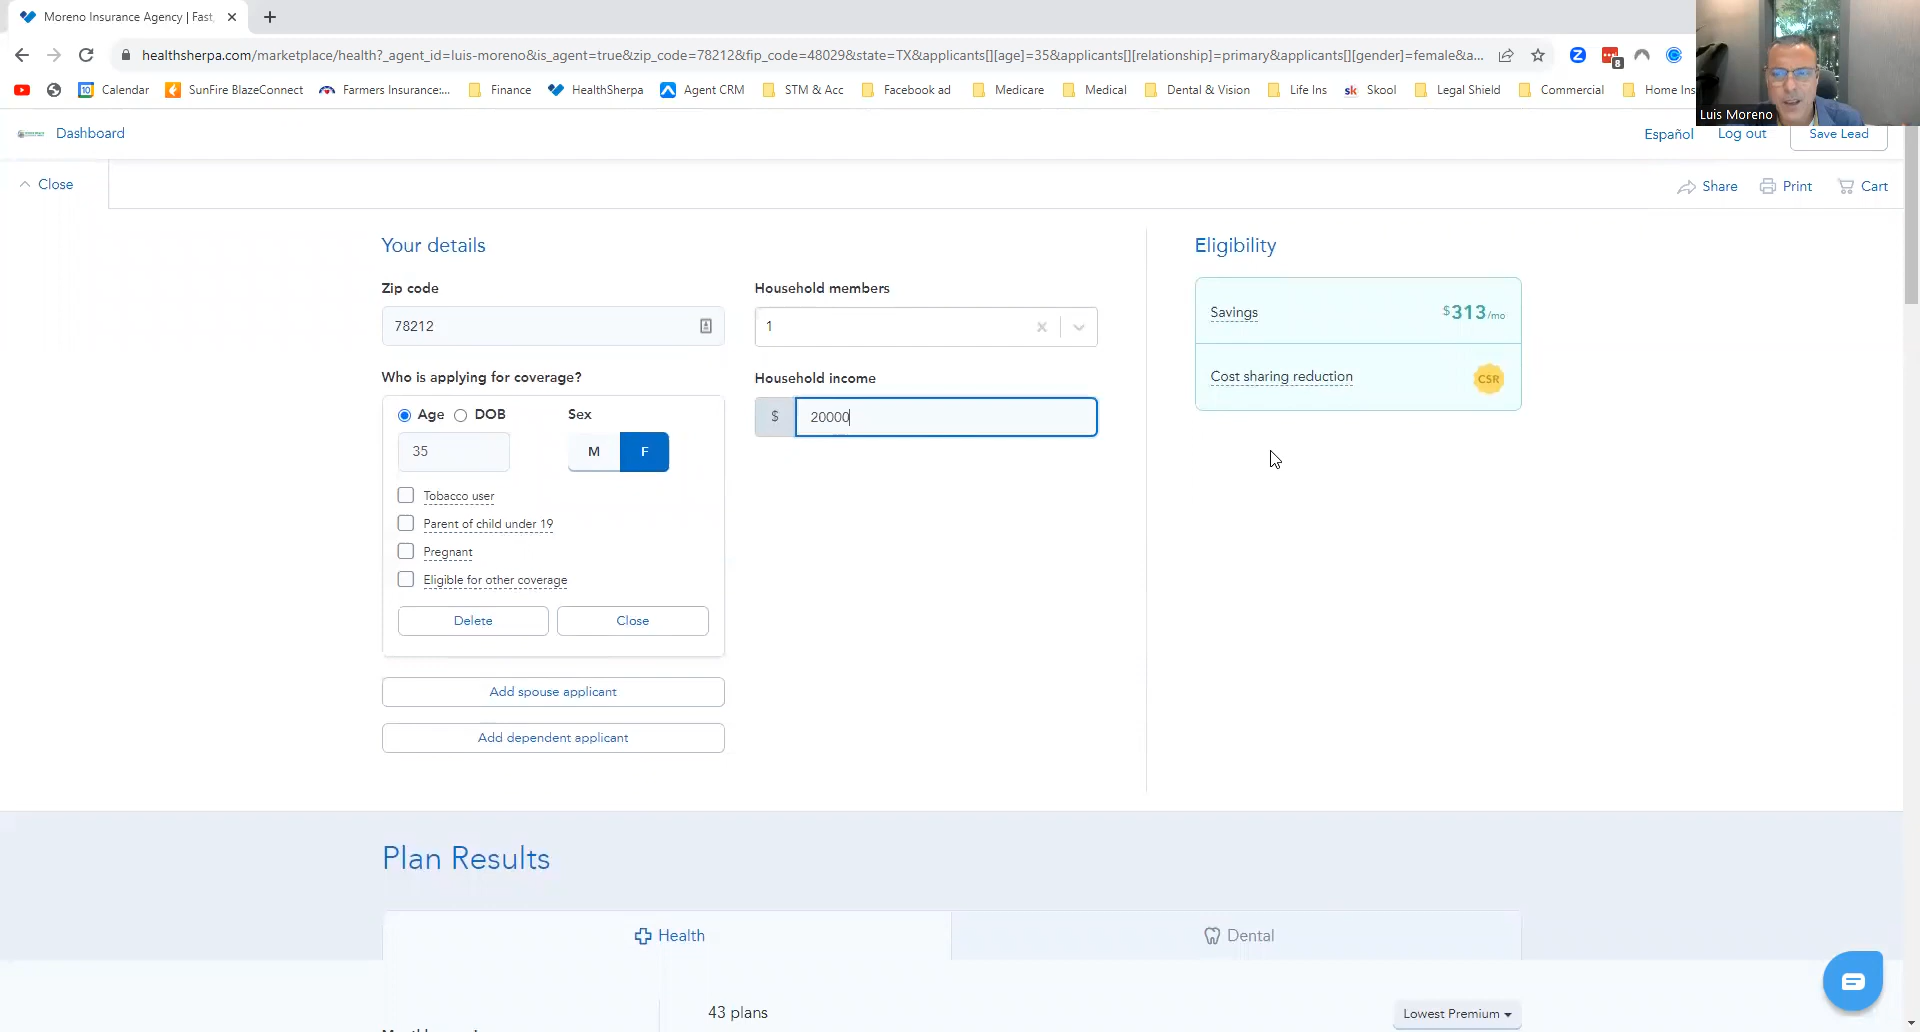 Moreno Insurance Agency | Fast,
healthsherpa.com/marketplace/health?_agent_id=luis-moreno&is_agent=true&zip_code=78212&fip_code=48029&state=TX&applicants[][age]=35&applicants[][relationship]=primary&applicants[][gender]=female&a...
8
10 Calendar SunFire BlazeConnect Farmers Insurance:... Finance HealthSherpa Agent CRM STM & Acc Facebook ad Medicare Medical Dental & Vision Life Ins sk Skool Legal Shield Commercial Home Ins
Luis Moreno
Dashboard Español Log out Save Lead
Close Share Print Cart
Your details Eligibility
Zip code Household members
78212 1
Savings $313/mo
Who is applying for coverage? Household income
Cost sharing reduction CSR
Age DOB Sex
$ 20000
35 M F
Tobacco user
Parent of child under 19
Pregnant
Eligible for other coverage
Delete Close
Add spouse applicant
Add dependent applicant
Plan Results
Health Dental
43 plans Lowest Premium